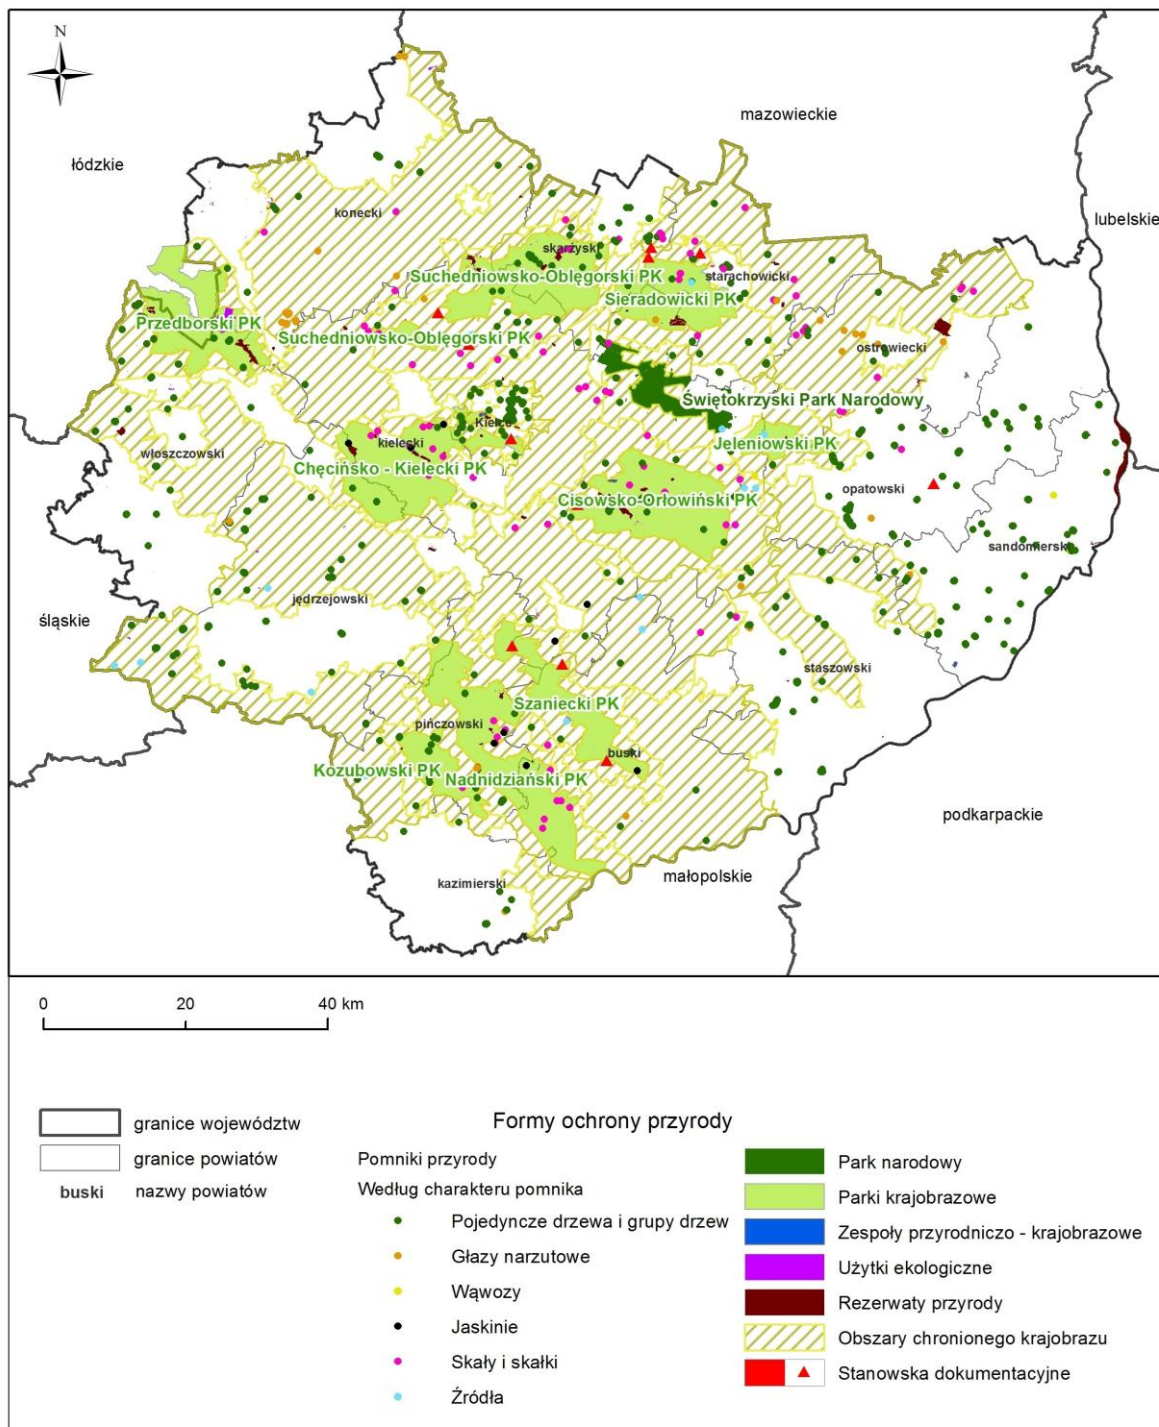 N
mazowieckie
łódzkie
lubelskie
konecki
skarżyski
Suchedniowsko-Oblęgorski PK
starachowicki
Sieradowicki PK
Przedborski PK
Suchedniowsko-Oblęgorski PK
ostrowiecki
Świętokrzyski Park Narodowy
Kielce
kielecki
Jeleniowski PK
włoszczowski
Chęcińsko - Kielecki PK
Cisowsko-Orłowiński PK
opatowski
sandomierski
jędrzejowski
śląskie
staszowski
Szaniecki PK
pińczowski
buski
Kozubowski PK
Nadnidziański PK
podkarpackie
małopolskie
kazimierski
0 20 40 km
Formy ochrony przyrody
granice województw
granice powiatów
buski nazwy powiatów
Pomniki przyrody
Według charakteru pomnika
Pojedyncze drzewa i grupy drzew
Głazy narzutowe
Wąwozy
Jaskinie
Skały i skałki
Źródła
Park narodowy
Parki krajobrazowe
Zespoły przyrodniczo - krajobrazowe
Użytki ekologiczne
Rezerwaty przyrody
Obszary chronionego krajobrazu
Stanowska dokumentacyjne